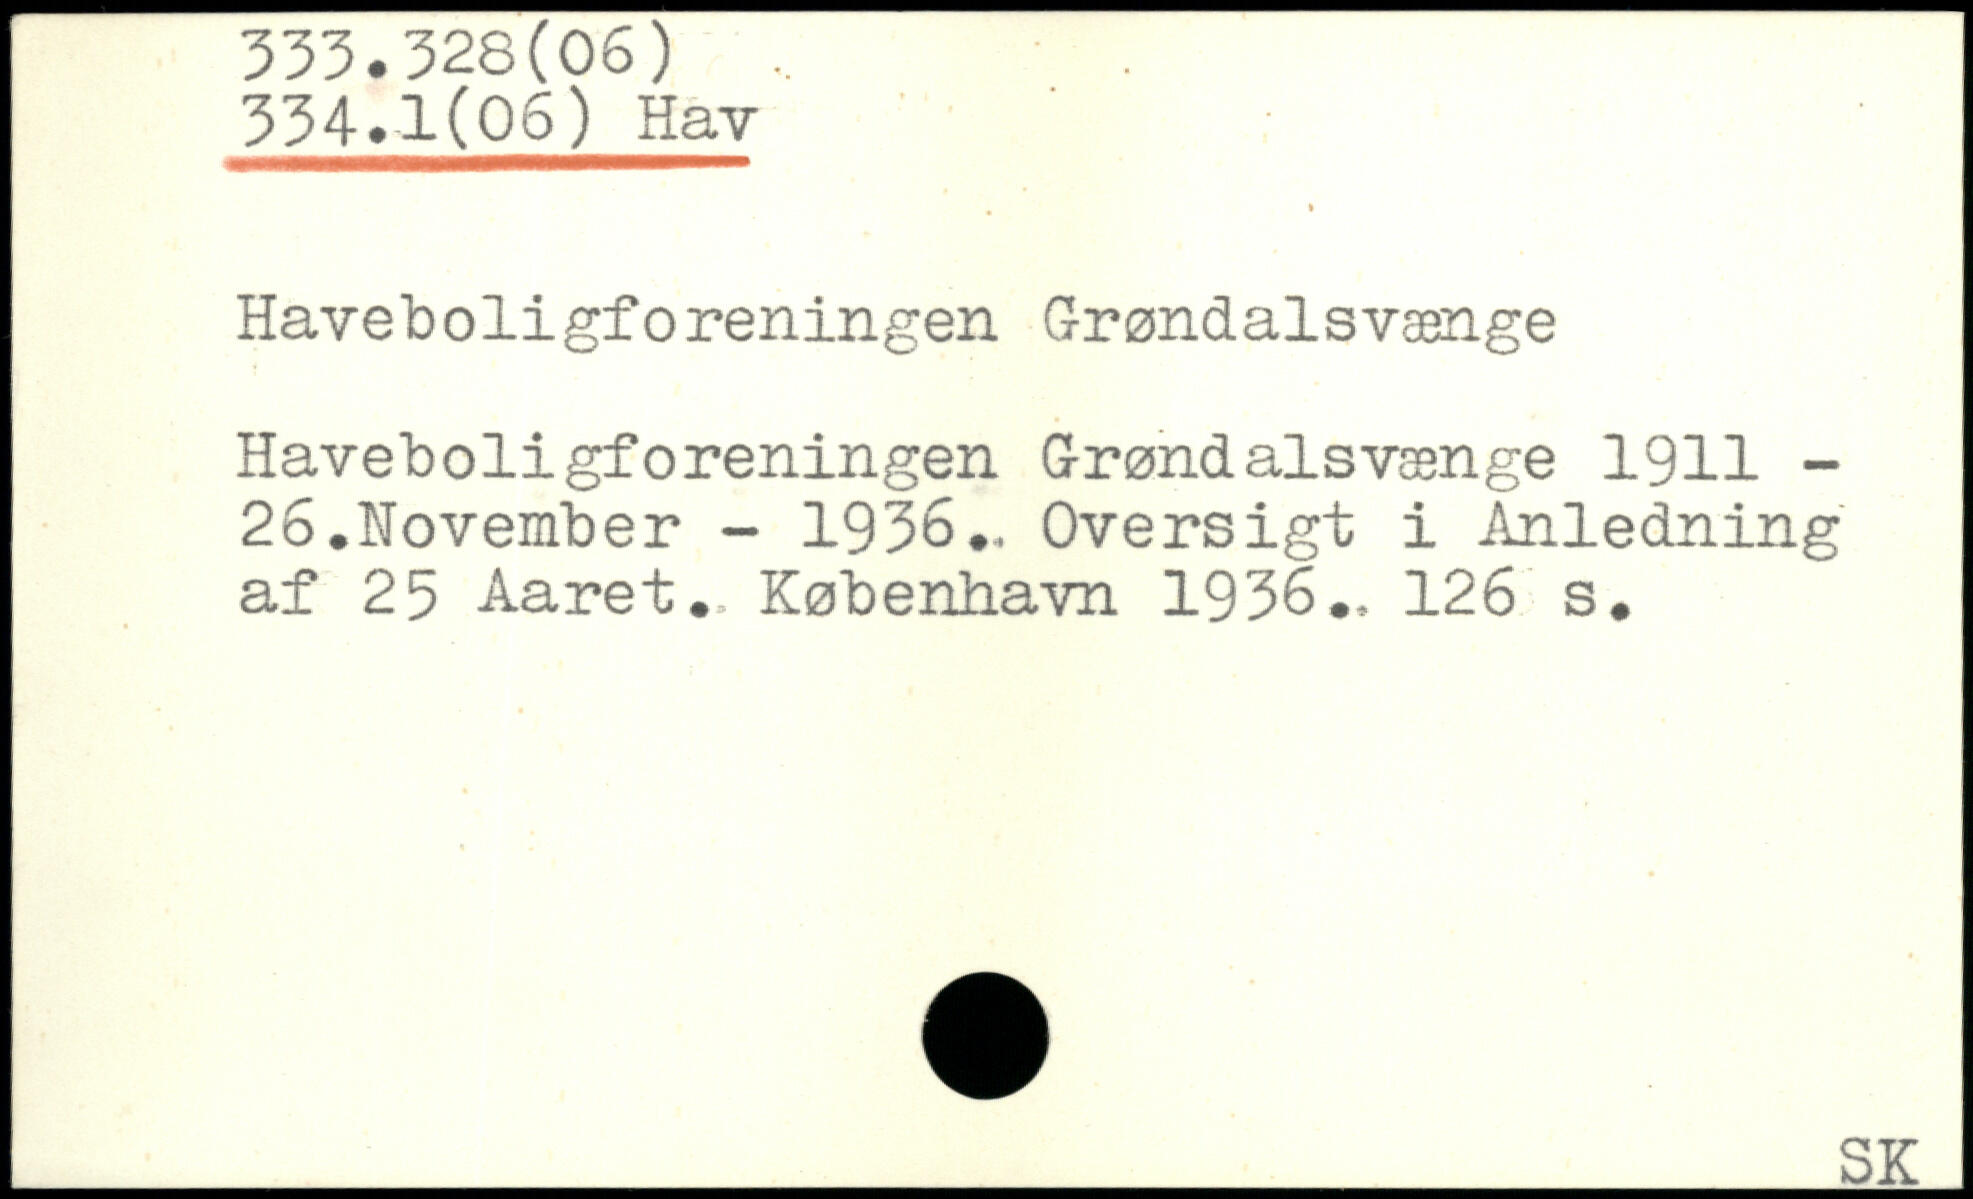 333.328(06)
334.1(06) Hav
Haveboligforeningen Grøndalsvænge
Haveboligforeningen Grøndalsvænge 1911 -
26.November - 1936. Oversigt i Anledning
af 25 Aaret. København 1936. 126 s.
SK